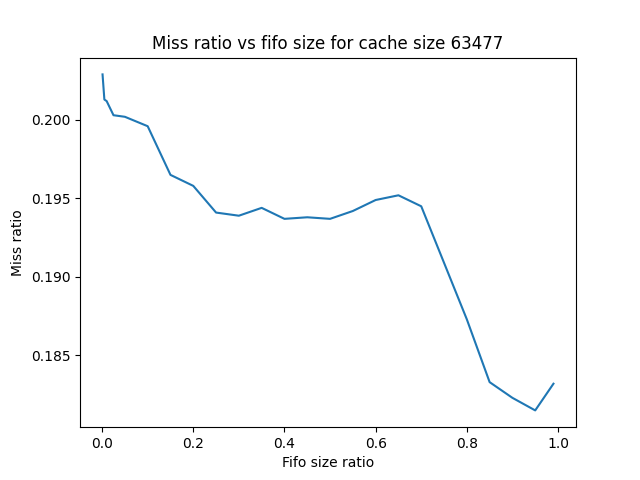 Miss ratio vs fifo size for cache size 63477
Miss ratio
0.200
0.195
0.190
0.185
0.0 0.2 0.4 0.6 0.8 1.0
Fifo size ratio